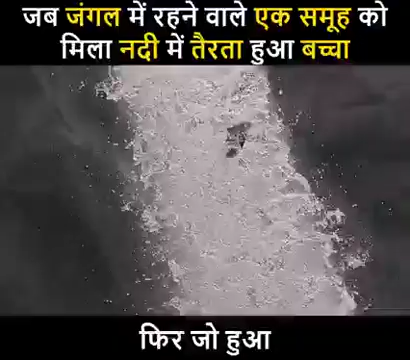 जब जंगल में रहने वाले एक समूह को
मिला नदी में तैरता हुआ बच्चा
फिर जो हुआ